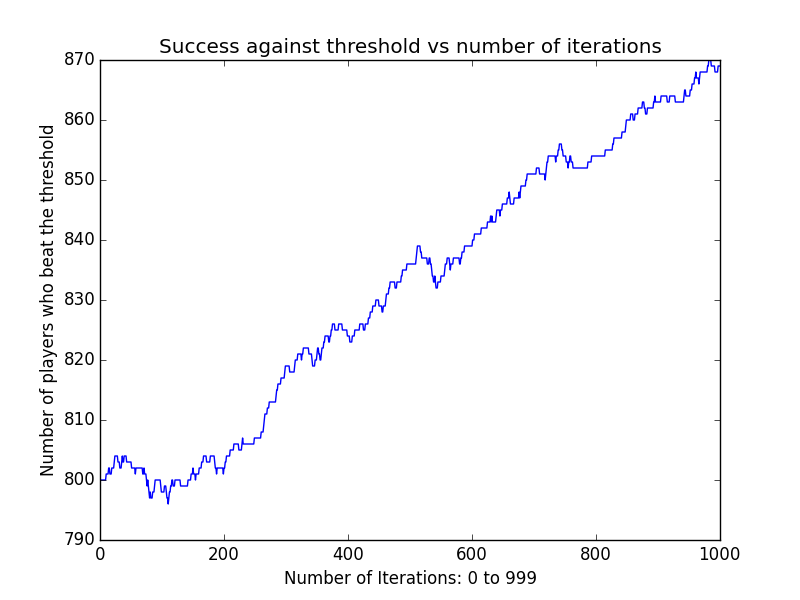 Success against threshold vs number of iterations
870
860
850
840
830
820
810
800
790
Number of players who beat the threshold
0 200 400 600 800 1000
Number of Iterations: 0 to 999